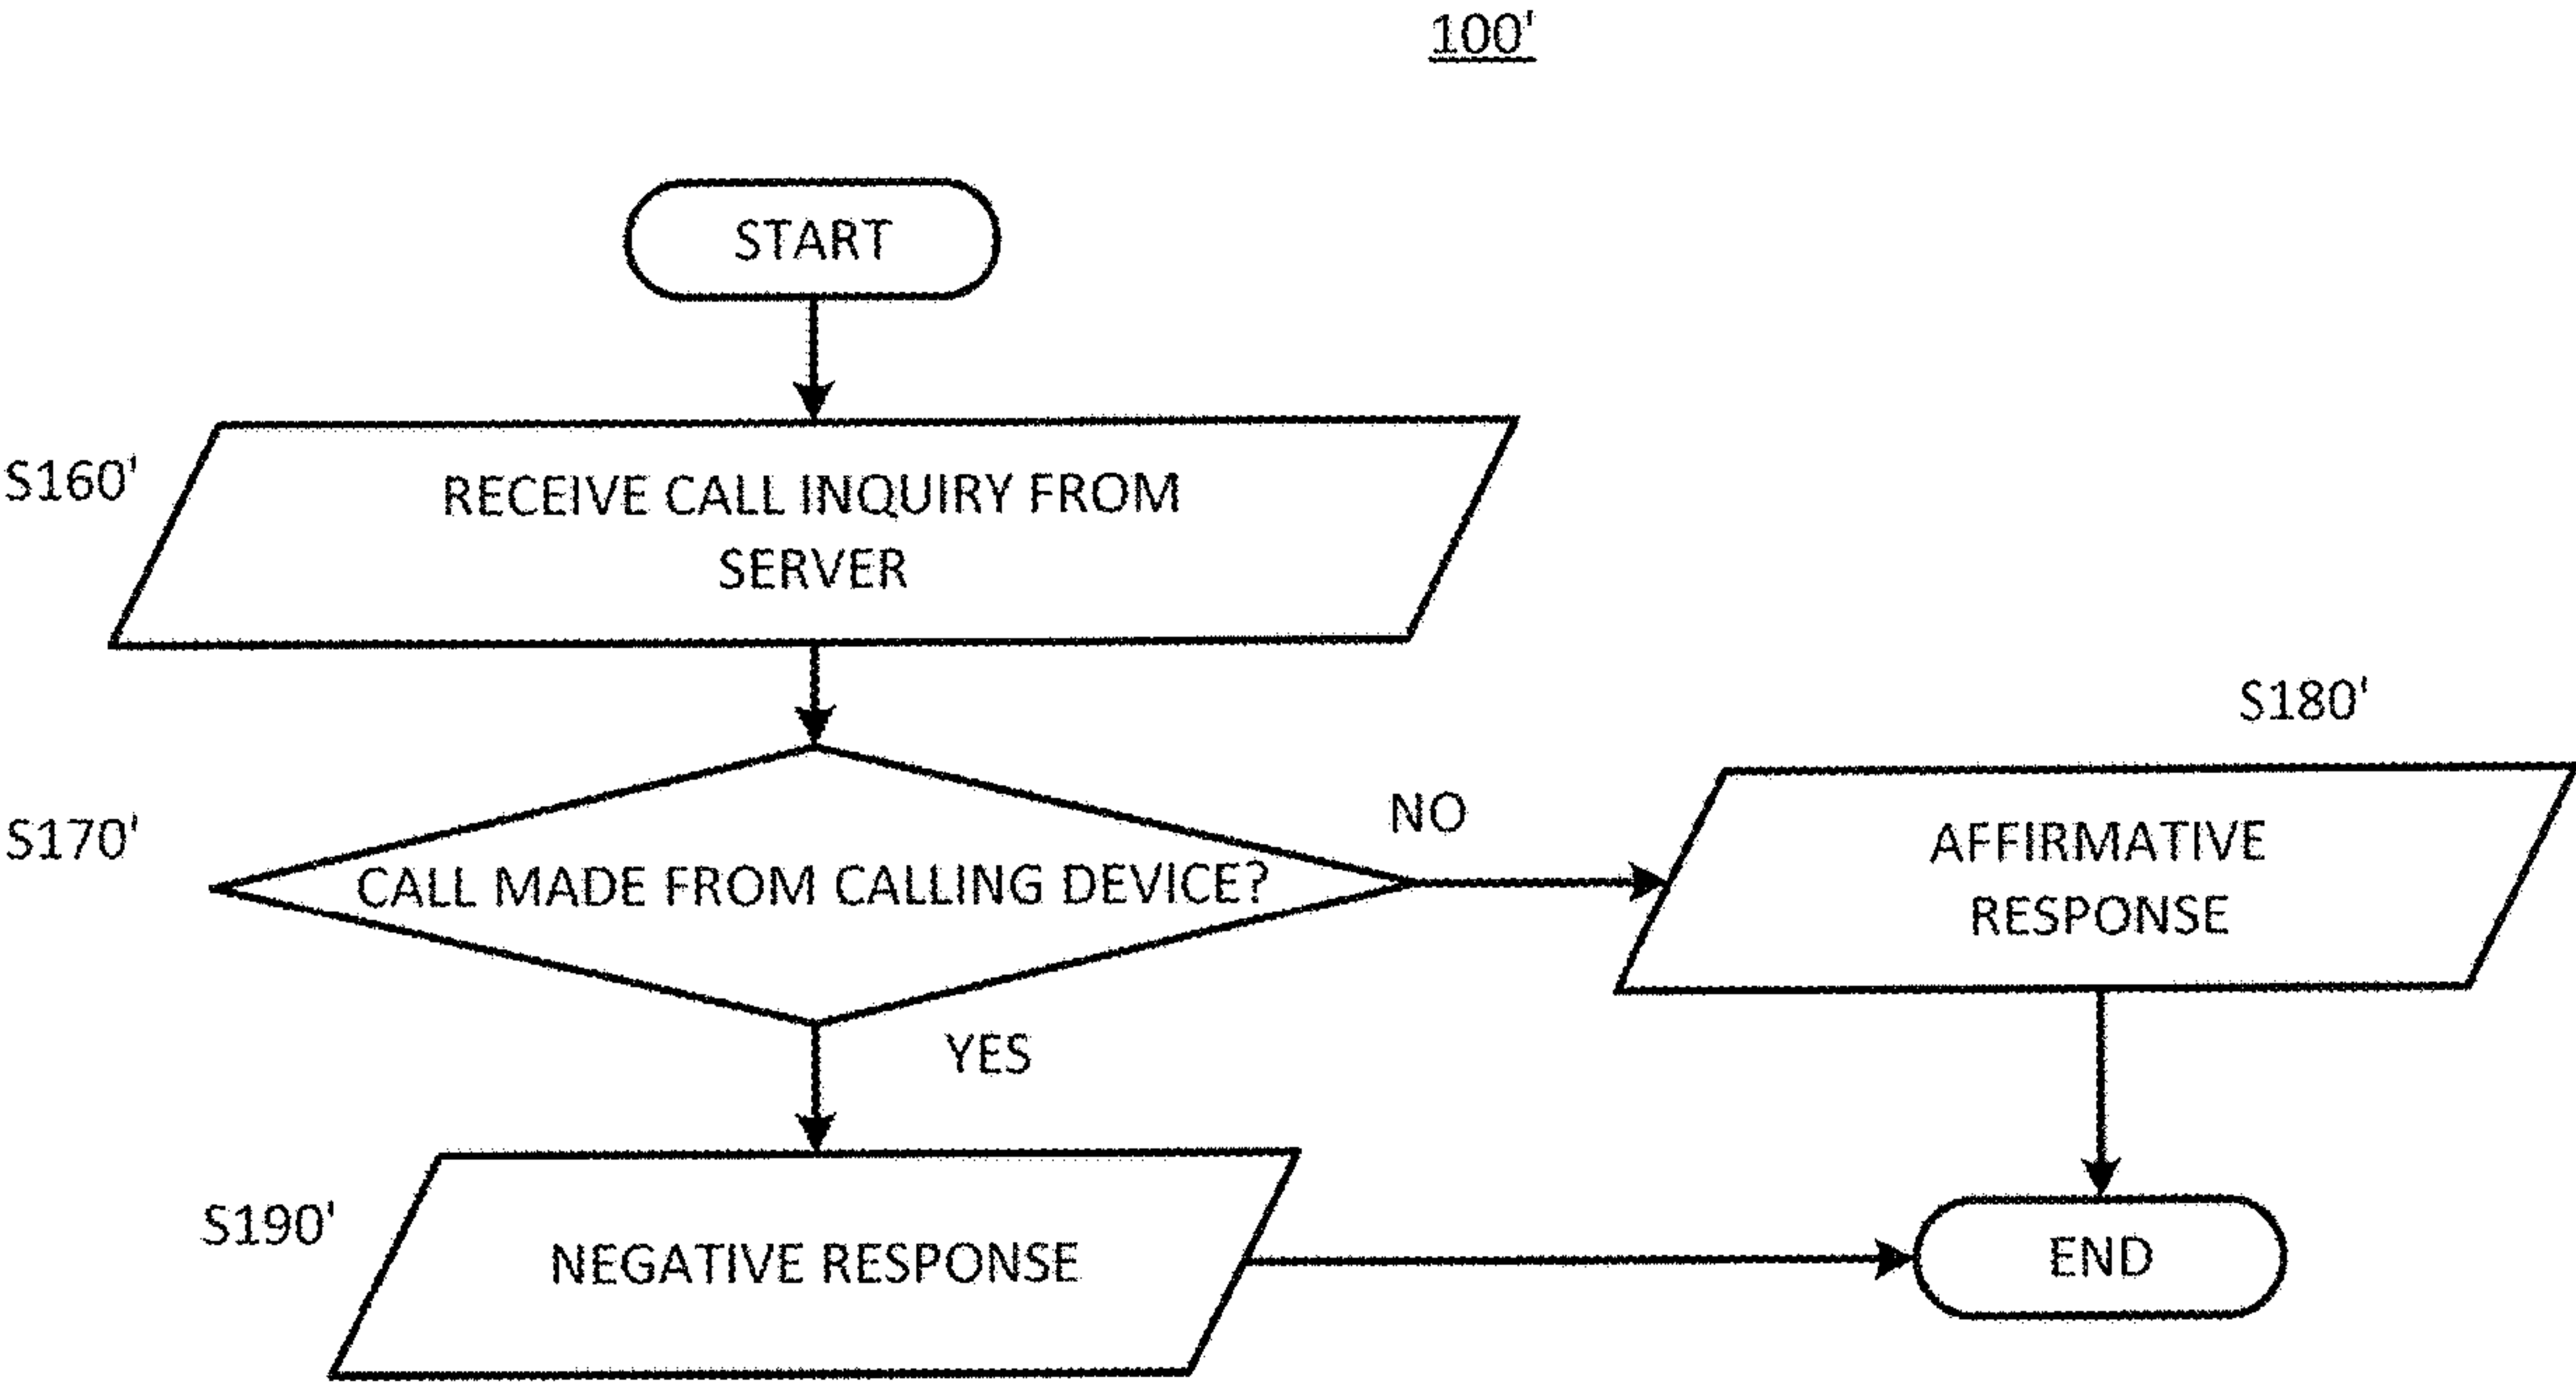 100'
START
S160'
RECEIVE CALL INQUIRY FROM
SERVER
S180'
S170'
CALL MADE FROM CALLING DEVICE?
NO
AFFIRMATIVE
RESPONSE
YES
S190'
NEGATIVE RESPONSE
END